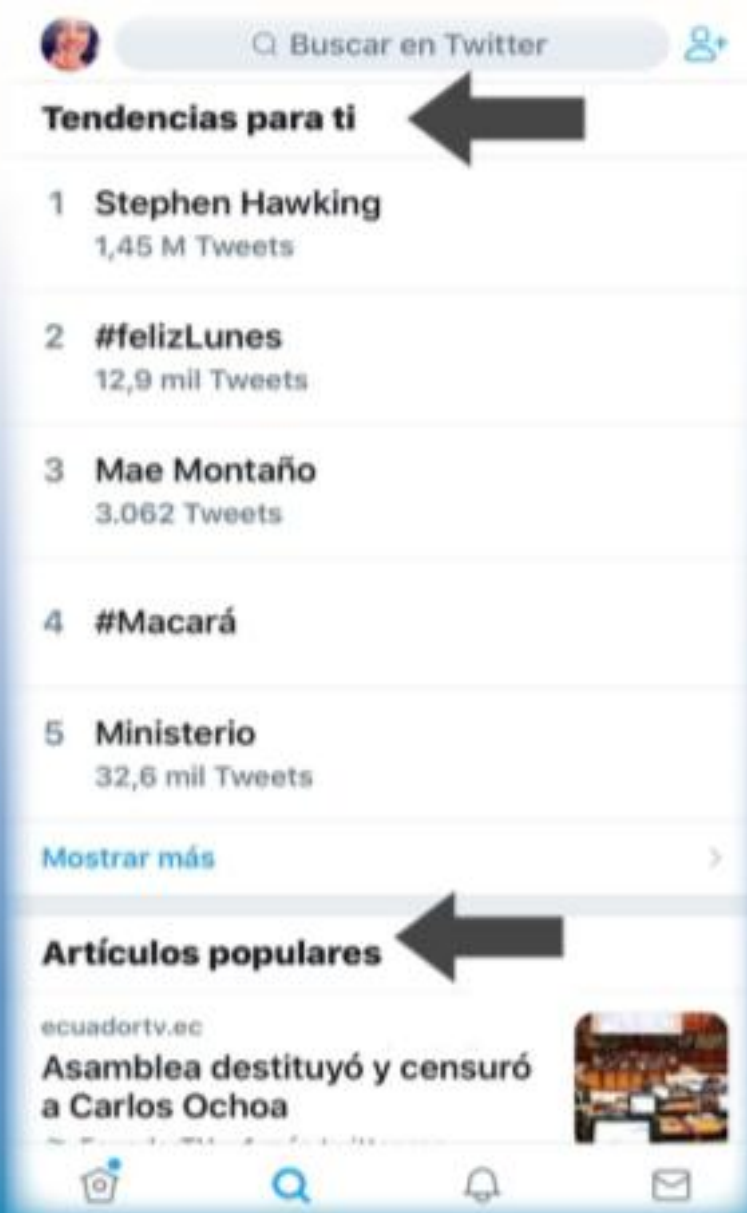 Buscar en Twitter
Tendencias para ti
1 Stephen Hawking
1,45 M Tweets
2 #felizLunes
12,9 mil Tweets
3 Mae Montaño
3.062 Tweets
4 #Macará
5 Ministerio
32,6 mil Tweets
Mostrar más
Artículos populares
ecuadortv.ec
Asamblea destituyó y censuró
a Carlos Ochoa